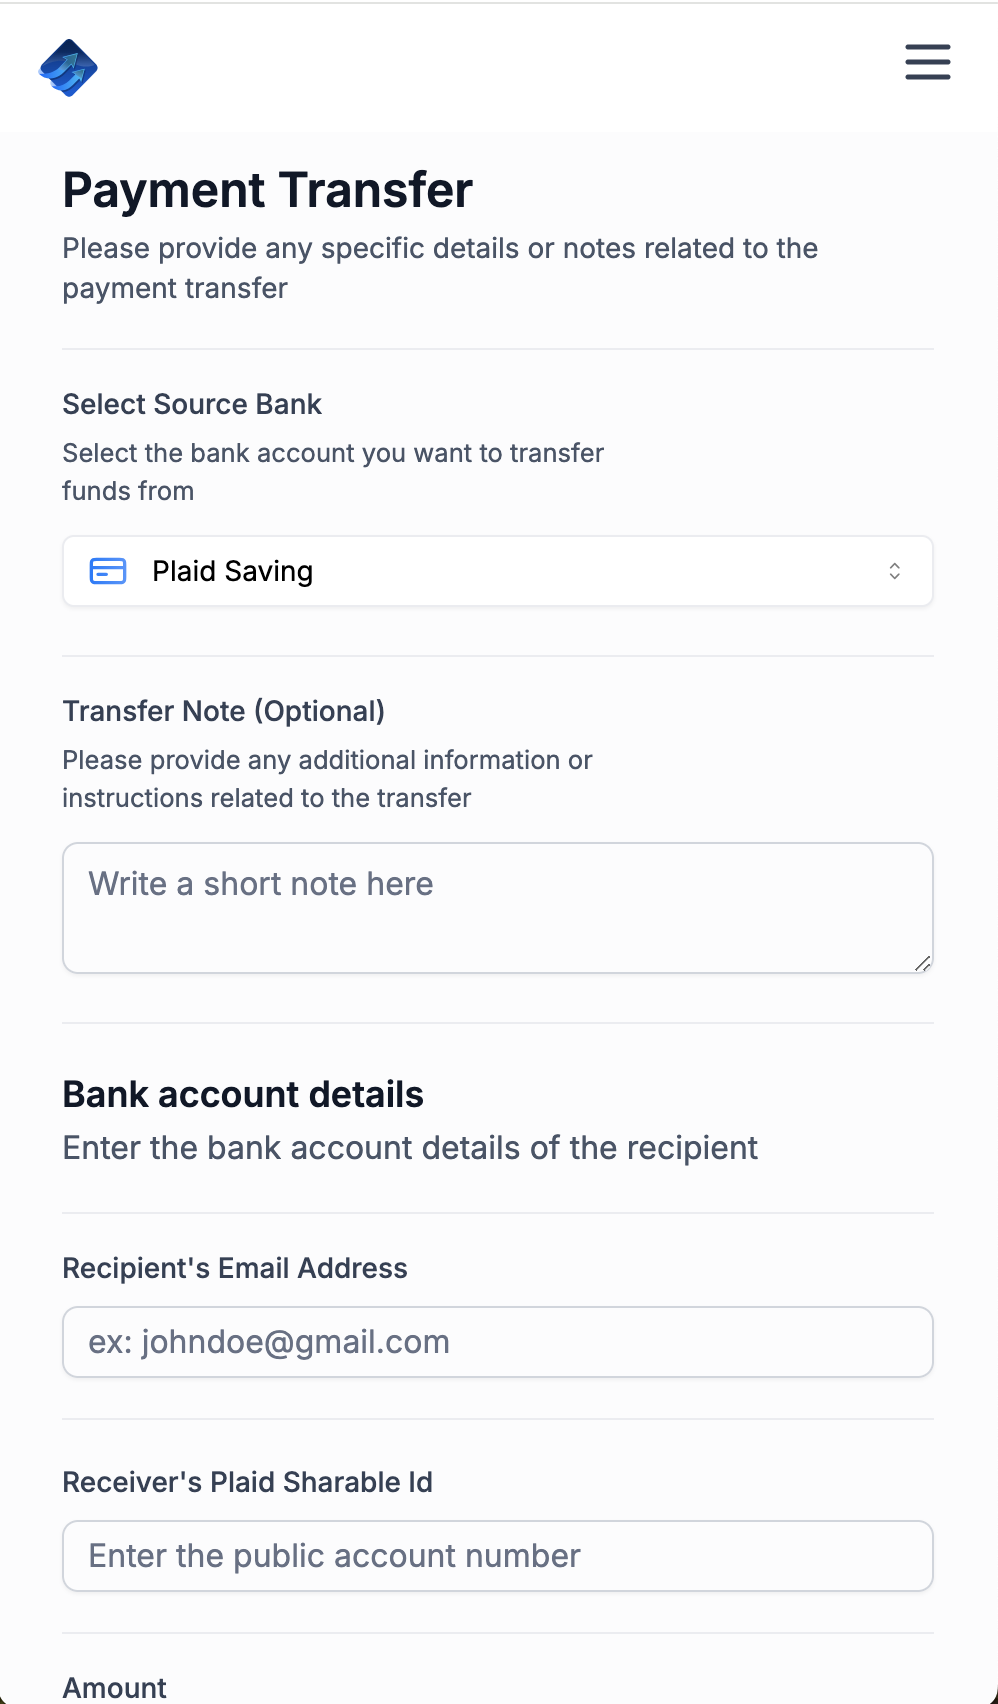 Payment Transfer
Please provide any specific details or notes related to the
payment transfer
Select Source Bank
Select the bank account you want to transfer
funds from
Plaid Saving
Transfer Note (Optional)
Please provide any additional information or
instructions related to the transfer
Write a short note here
Bank account details
Enter the bank account details of the recipient
Recipient's Email Address
ex: johndoe@gmail.com
Receiver's Plaid Sharable Id
Enter the public account number
Amount